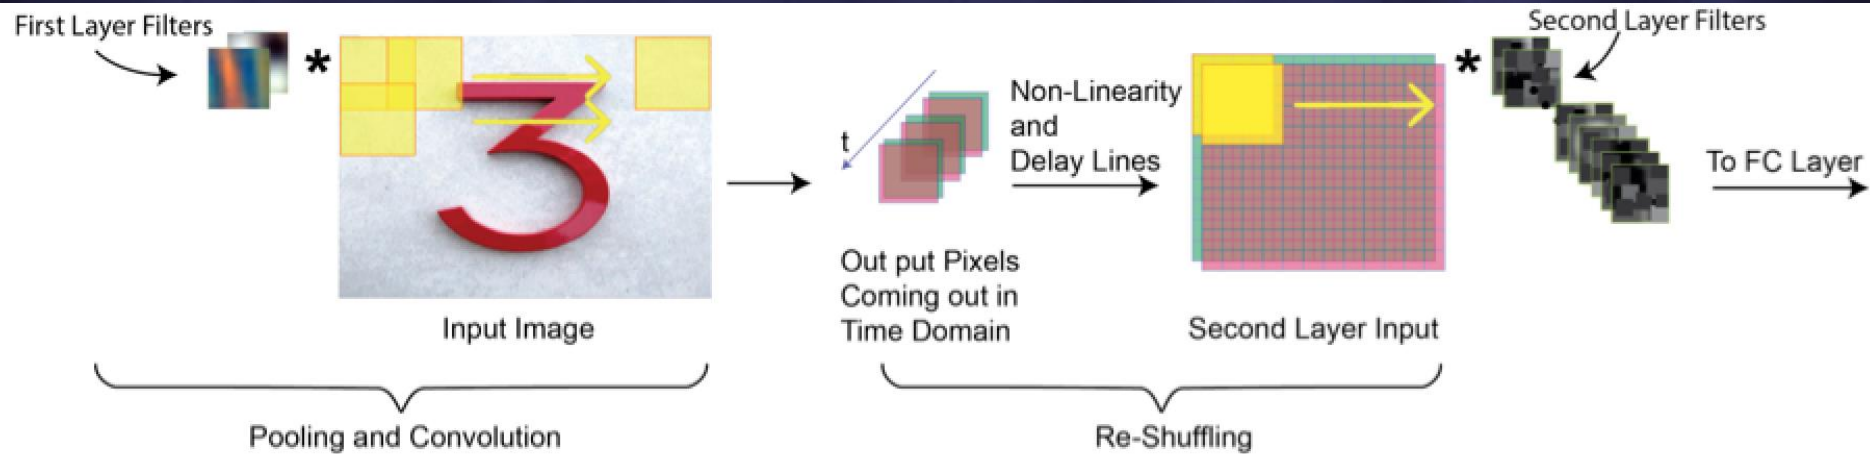 First Layer Filters
*
3
t
Out put Pixels
Coming out in
Time Domain
Non-Linearity
and
Delay Lines
*
Second Layer Filters
To FC Layer
Input Image
Second Layer Input
Pooling and Convolution
Re-Shuffling